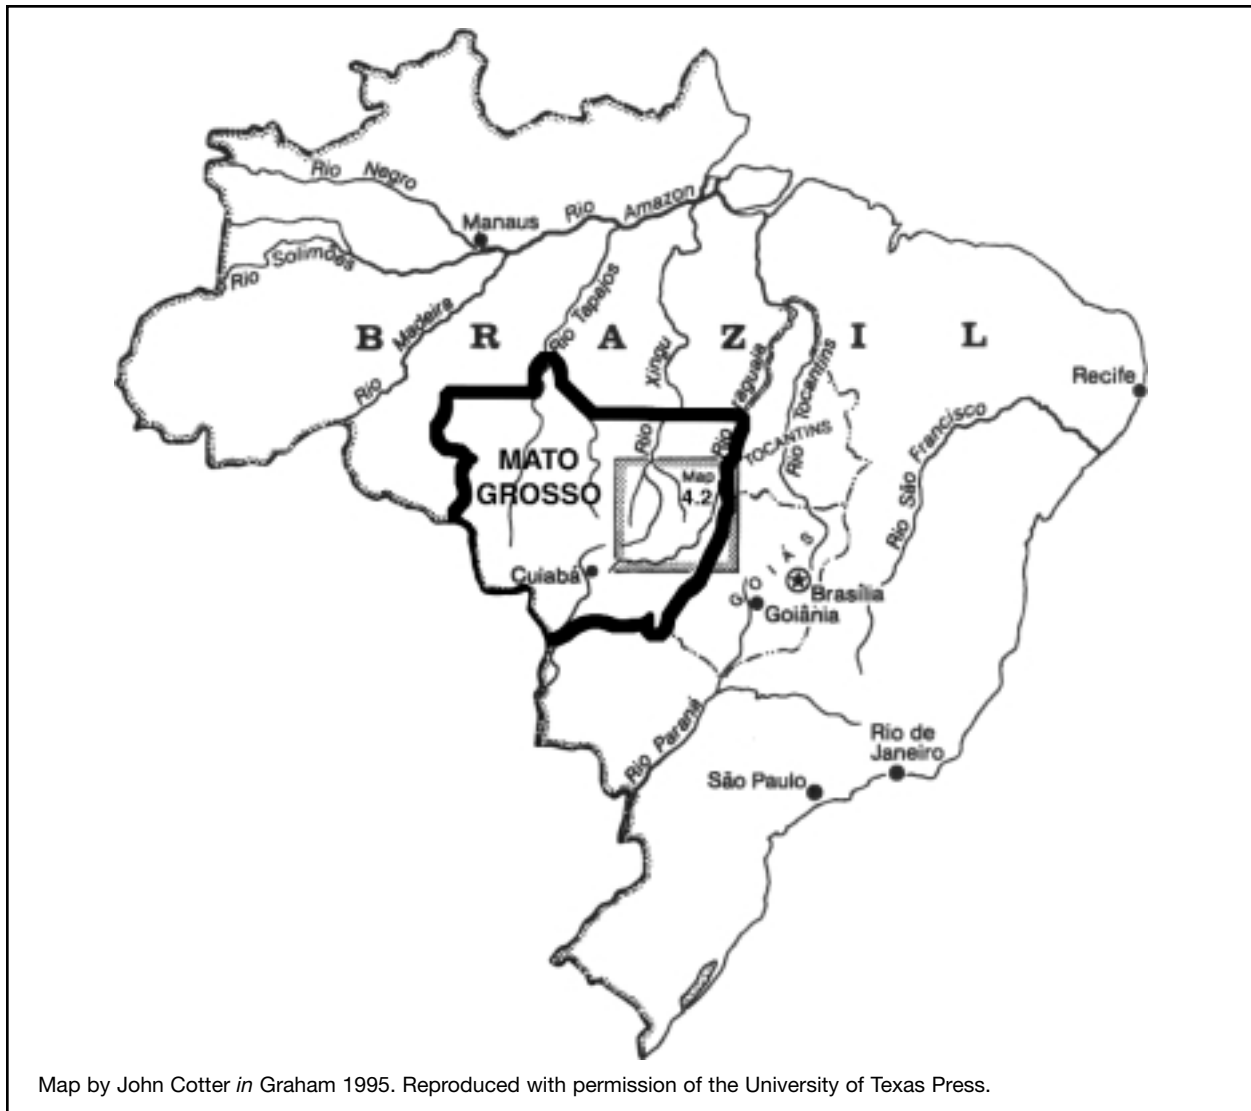 Rio Negro
Manaus
Rio Amazon
Rio Solimões
Rio Madeira
Rio Tapajos
Rio Xingu
BRAZIL
Rio Araguaia
Rio Tocantins
TOCANTINS
Recife
Rio São Francisco
MATO
GROSSO
Map
4.2
Cuiabá
GOIÁS
Brasília
Goiânia
Rio Paraná
Rio de
Janeiro
São Paulo
Map by John Cotter in Graham 1995. Reproduced with permission of the University of Texas Press.